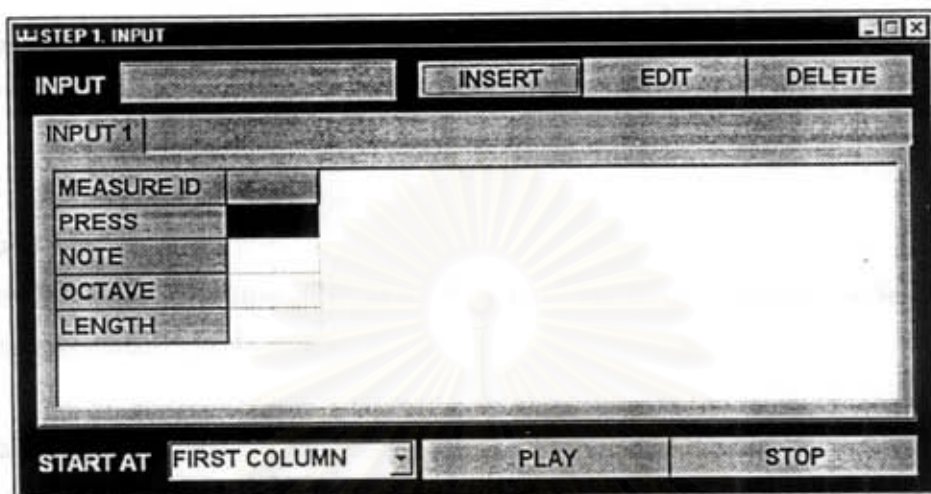 STEP 1. INPUT
INPUT INSERT EDIT DELETE
INPUT 1
MEASURE ID
PRESS
NOTE
OCTAVE
LENGTH
START AT FIRST COLUMN PLAY STOP